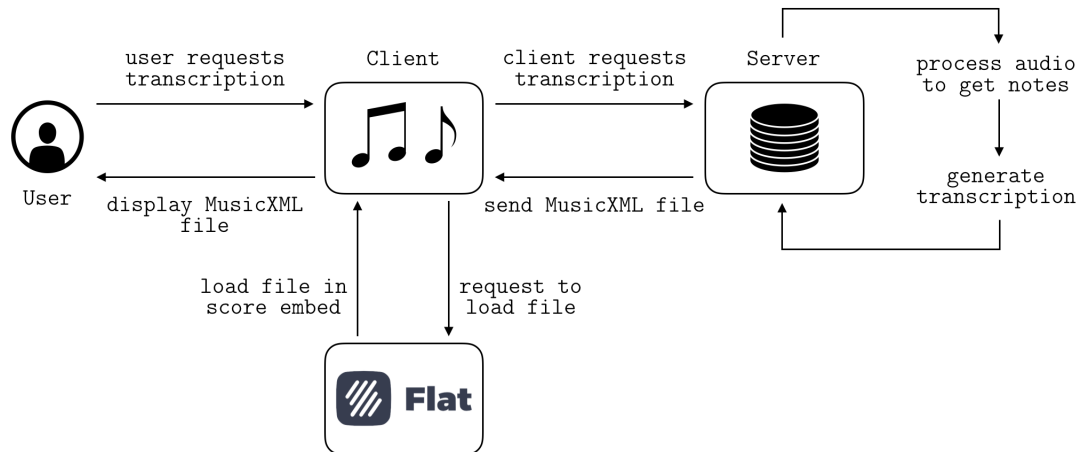 user requests
transcription
Client
client requests
transcription
Server
process audio
to get notes
User
display MusicXML
file
send MusicXML file
generate
transcription
load file in
score embed
request to
load file
Flat